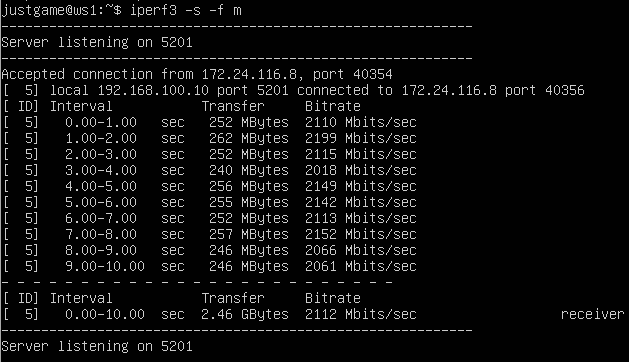 justgame@ws1:~$ iperf3 -s -f m
-----------------------------------------------------------
Server listening on 5201
-----------------------------------------------------------
Accepted connection from 172.24.116.8, port 40354
[  5] local 192.168.100.10 port 5201 connected to 172.24.116.8 port 40356
[ ID] Interval           Transfer     Bitrate
[  5]   0.00-1.00   sec   252 MBytes  2110 Mbits/sec
[  5]   1.00-2.00   sec   262 MBytes  2199 Mbits/sec
[  5]   2.00-3.00   sec   252 MBytes  2115 Mbits/sec
[  5]   3.00-4.00   sec   240 MBytes  2018 Mbits/sec
[  5]   4.00-5.00   sec   256 MBytes  2149 Mbits/sec
[  5]   5.00-6.00   sec   255 MBytes  2142 Mbits/sec
[  5]   6.00-7.00   sec   252 MBytes  2113 Mbits/sec
[  5]   7.00-8.00   sec   257 MBytes  2152 Mbits/sec
[  5]   8.00-9.00   sec   246 MBytes  2066 Mbits/sec
[  5]   9.00-10.00  sec   246 MBytes  2061 Mbits/sec
- - - - - - - - - - - - - - - - - - - - - - - - -
[ ID] Interval           Transfer     Bitrate
[  5]   0.00-10.00  sec  2.46 GBytes  2112 Mbits/sec                  receiver
-----------------------------------------------------------
Server listening on 5201